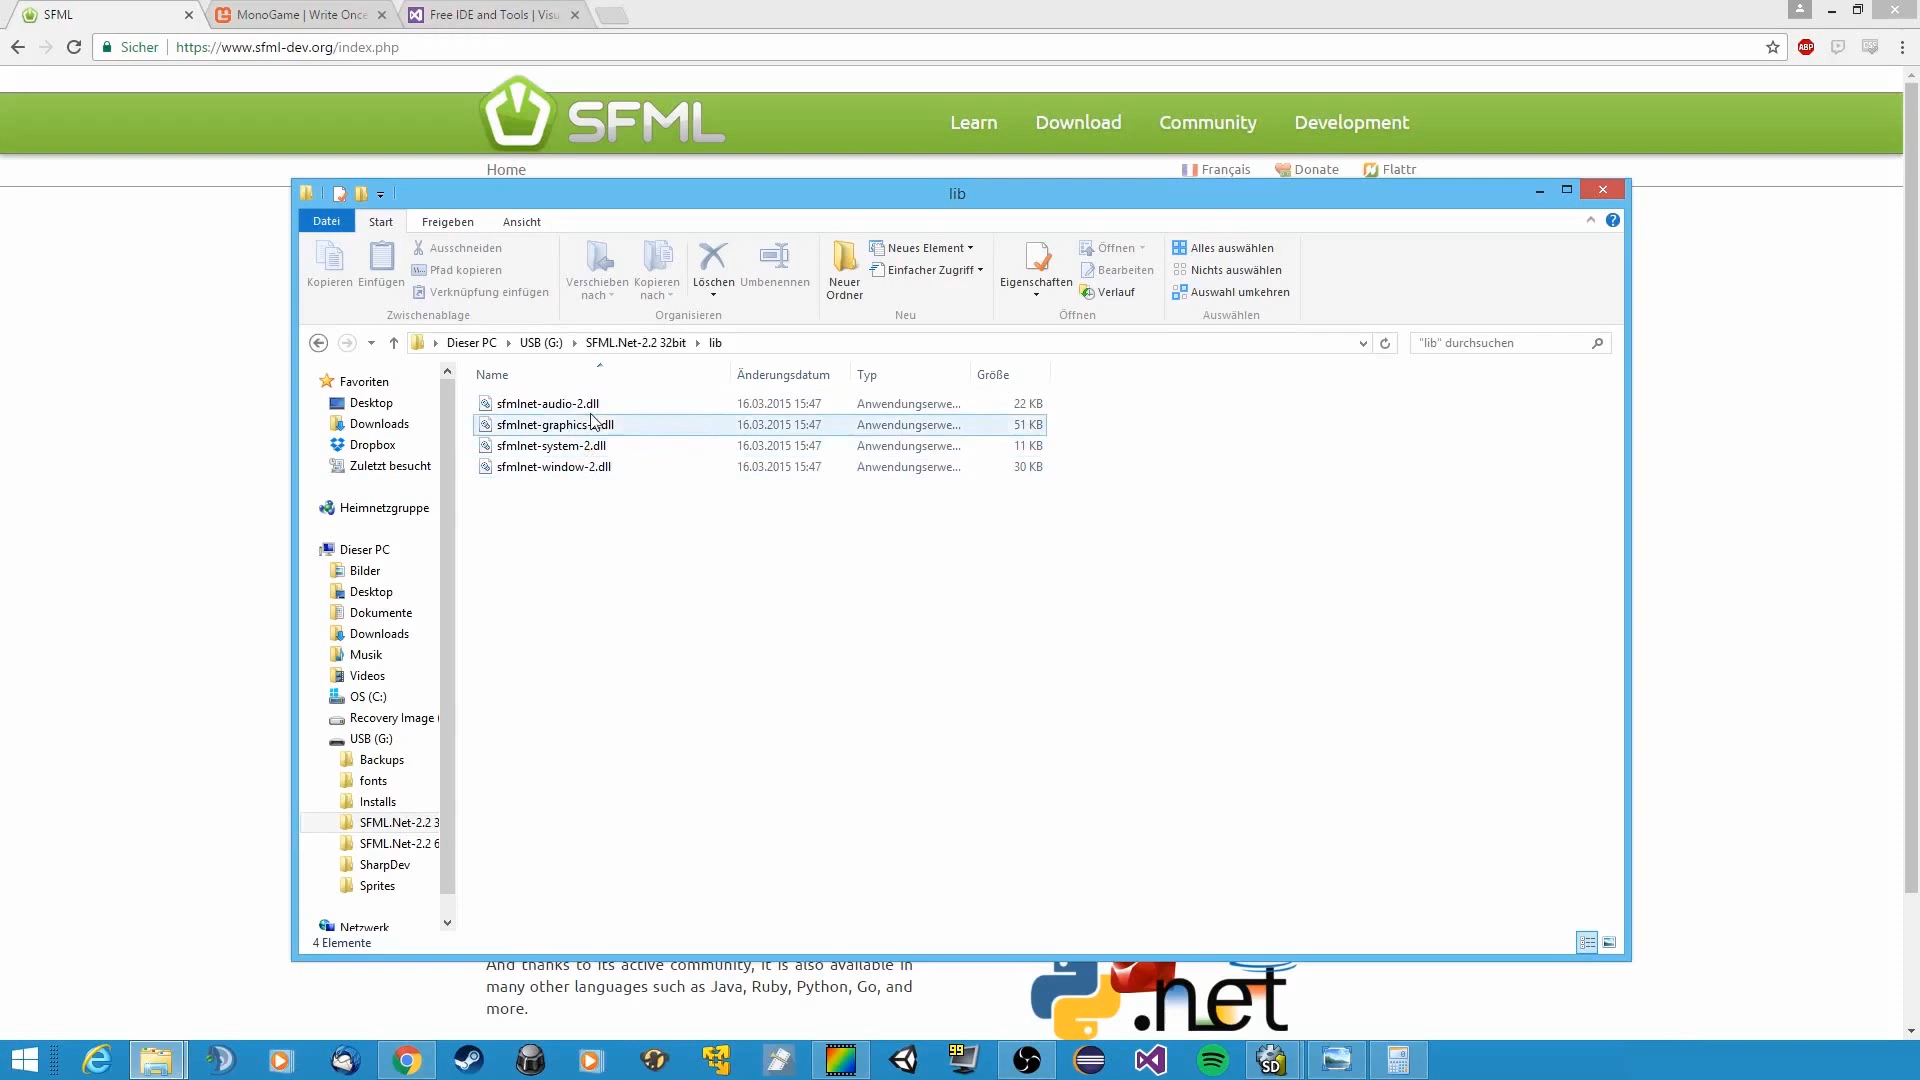 SFML
MonoGame | Write Once
Free IDE and Tools | Visu
Sicher
https://www.sfml-dev.org/index.php
ABP
CSS
SFML
Learn
Download
Community
Development
Home
Français
Donate
Flattr
lib
Datei
Start
Freigeben
Ansicht
Kopieren
Einfügen
Ausschneiden
Pfad kopieren
Verknüpfung einfügen
Zwischenablage
Verschieben nach
Kopieren nach
Löschen
Umbenennen
Organisieren
Neuer Ordner
Neues Element
Einfacher Zugriff
Neu
Eigenschaften
Öffnen
Bearbeiten
Verlauf
Öffnen
Alles auswählen
Nichts auswählen
Auswahl umkehren
Auswählen
Dieser PC
USB (G:)
SFML.Net-2.2 32bit
lib
"lib" durchsuchen
Name
Änderungsdatum
Typ
Größe
sfmlnet-audio-2.dll 16.03.2015 15:47 Anwendungserwe... 22 KB
sfmlnet-graphics- dll 16.03.2015 15:47 Anwendungserwe... 51 KB
sfmlnet-system-2.dll 16.03.2015 15:47 Anwendungserwe... 11 KB
sfmlnet-window-2.dll 16.03.2015 15:47 Anwendungserwe... 30 KB
Favoriten
Desktop
Downloads
Dropbox
Zuletzt besucht
Heimnetzgruppe
Dieser PC
Bilder
Desktop
Dokumente
Downloads
Musik
Videos
OS (C:)
Recovery Image (
USB (G:)
Backups
fonts
Installs
SFML.Net-2.2 3
SFML.Net-2.2 6
SharpDev
Sprites
Netzwerk
4 Elemente
And thanks to its active community, it is also available in
many other languages such as Java, Ruby, Python, Go, and
more.
.net
99
SD